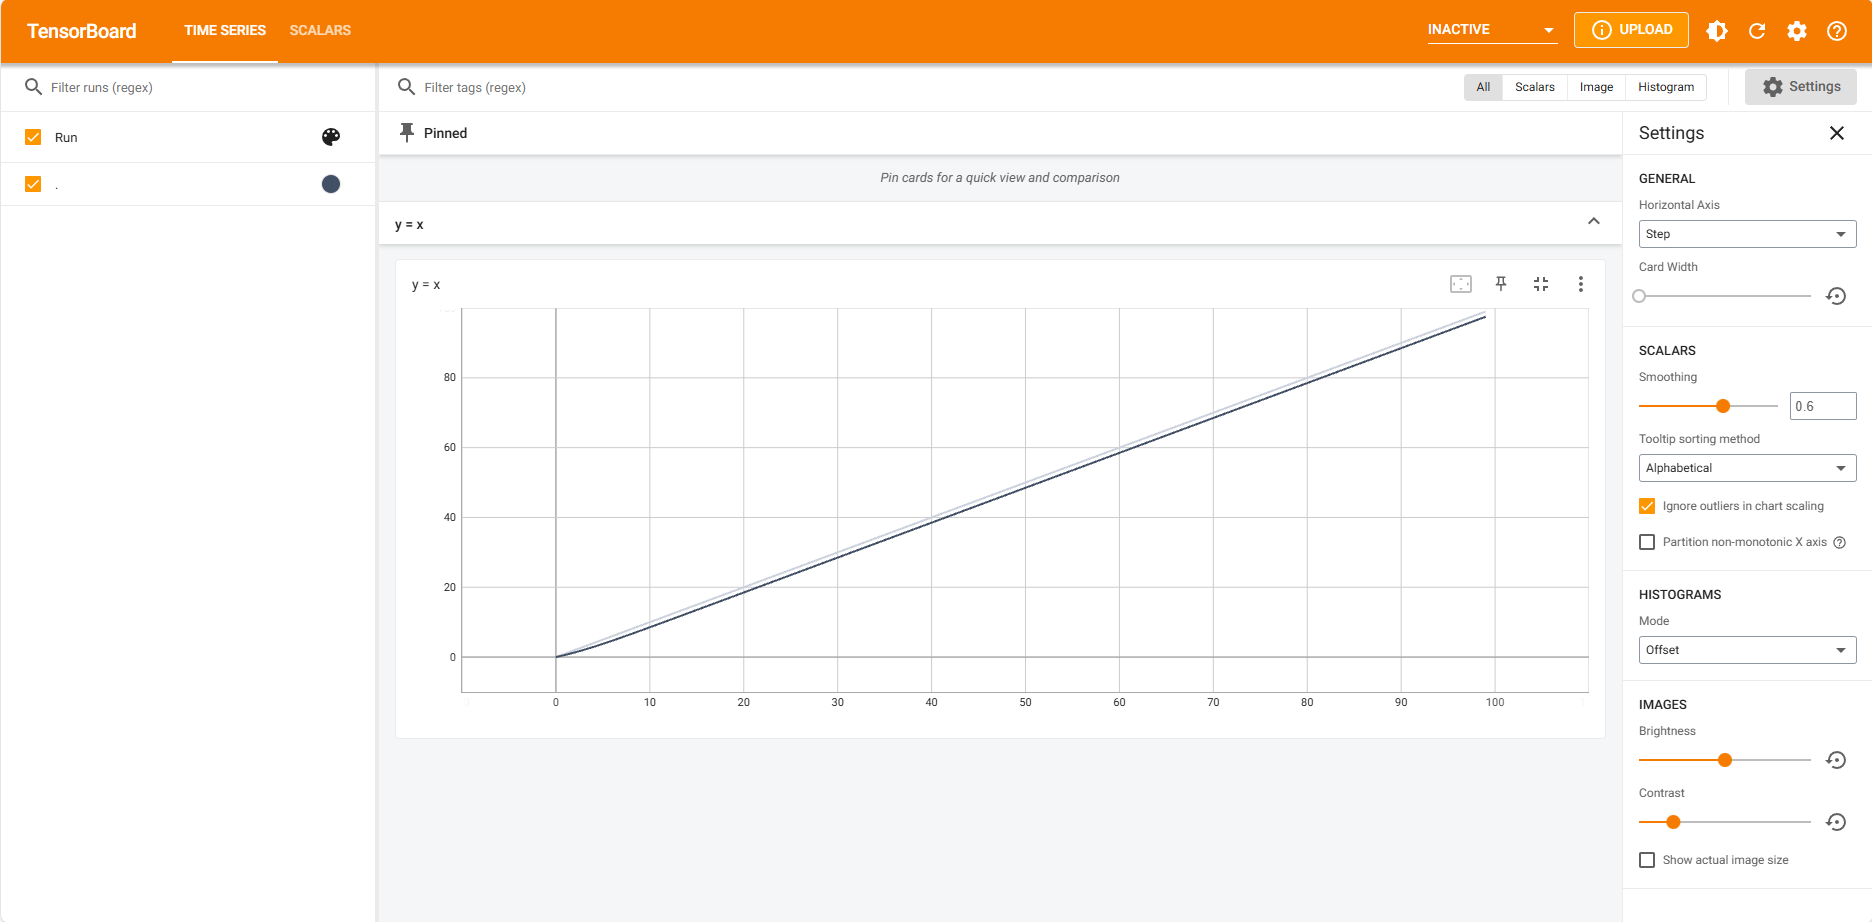 TensorBoard TIME SERIES SCALARS INACTIVE UPLOAD
Filter runs (regex)
Filter tags (regex)
All Scalars Image Histogram
Settings
Run
.
Pinned
Pin cards for a quick view and comparison
y = x
y = x
80
60
40
20
0
0 10 20 30 40 50 60 70 80 90 100
Settings
GENERAL
Horizontal Axis
Step
Card Width
SCALARS
Smoothing
0.6
Tooltip sorting method
Alphabetical
Ignore outliers in chart scaling
Partition non-monotonic X axis
HISTOGRAMS
Mode
Offset
IMAGES
Brightness
Contrast
Show actual image size